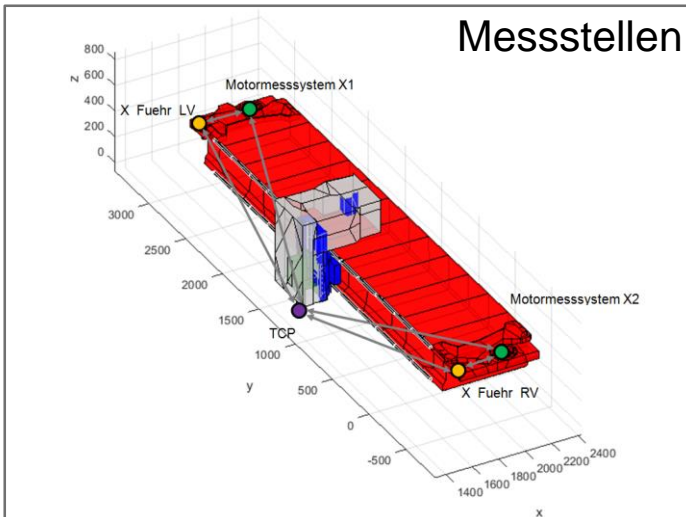 Messstellen
Motormesssystem X1
X Fuehr LV
Motormesssystem X2
TCP
X Fuehr RV
z
800
600
400
200
0
y
3000
2500
2000
1500
1000
500
0
-500
x
1400
1600
1800
2000
2200
2400